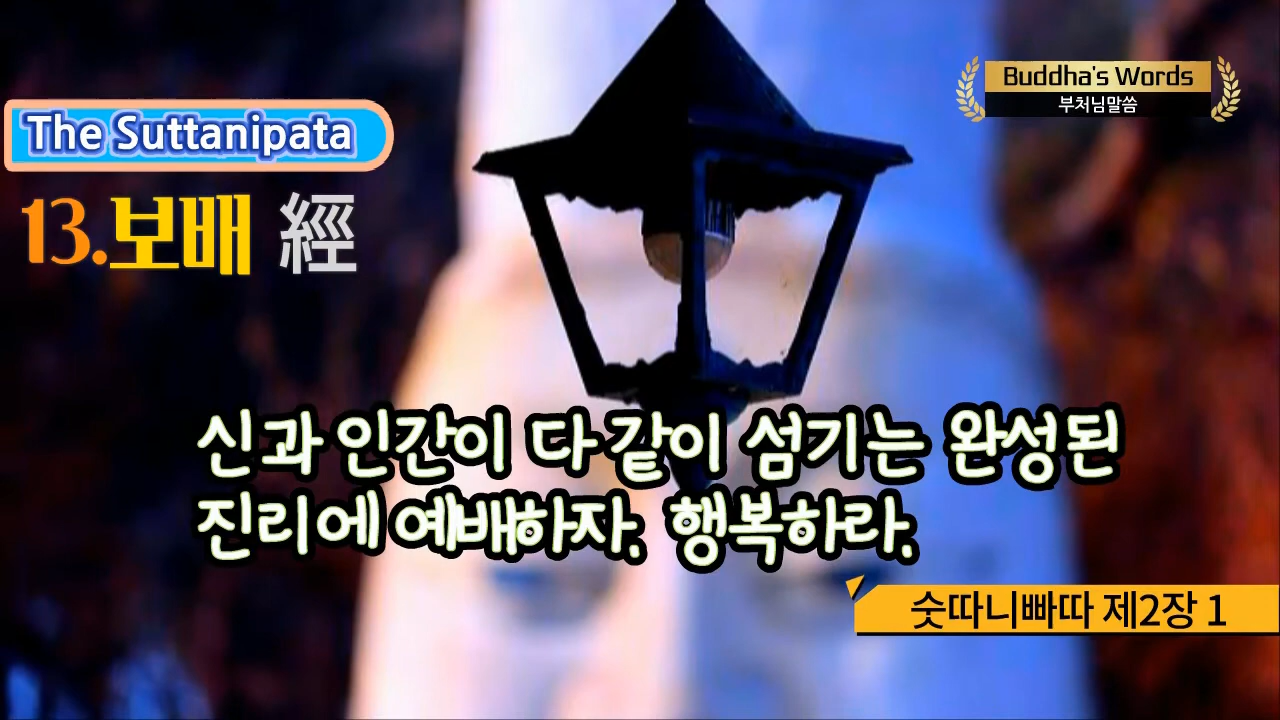 The Suttanipata
Buddha's Words
부처님말씀
13.보배 經
신과 인간이 다 같이 섬기는 완성된
진리에 예배하자. 행복하라.
숫따니빠따 제2장 1